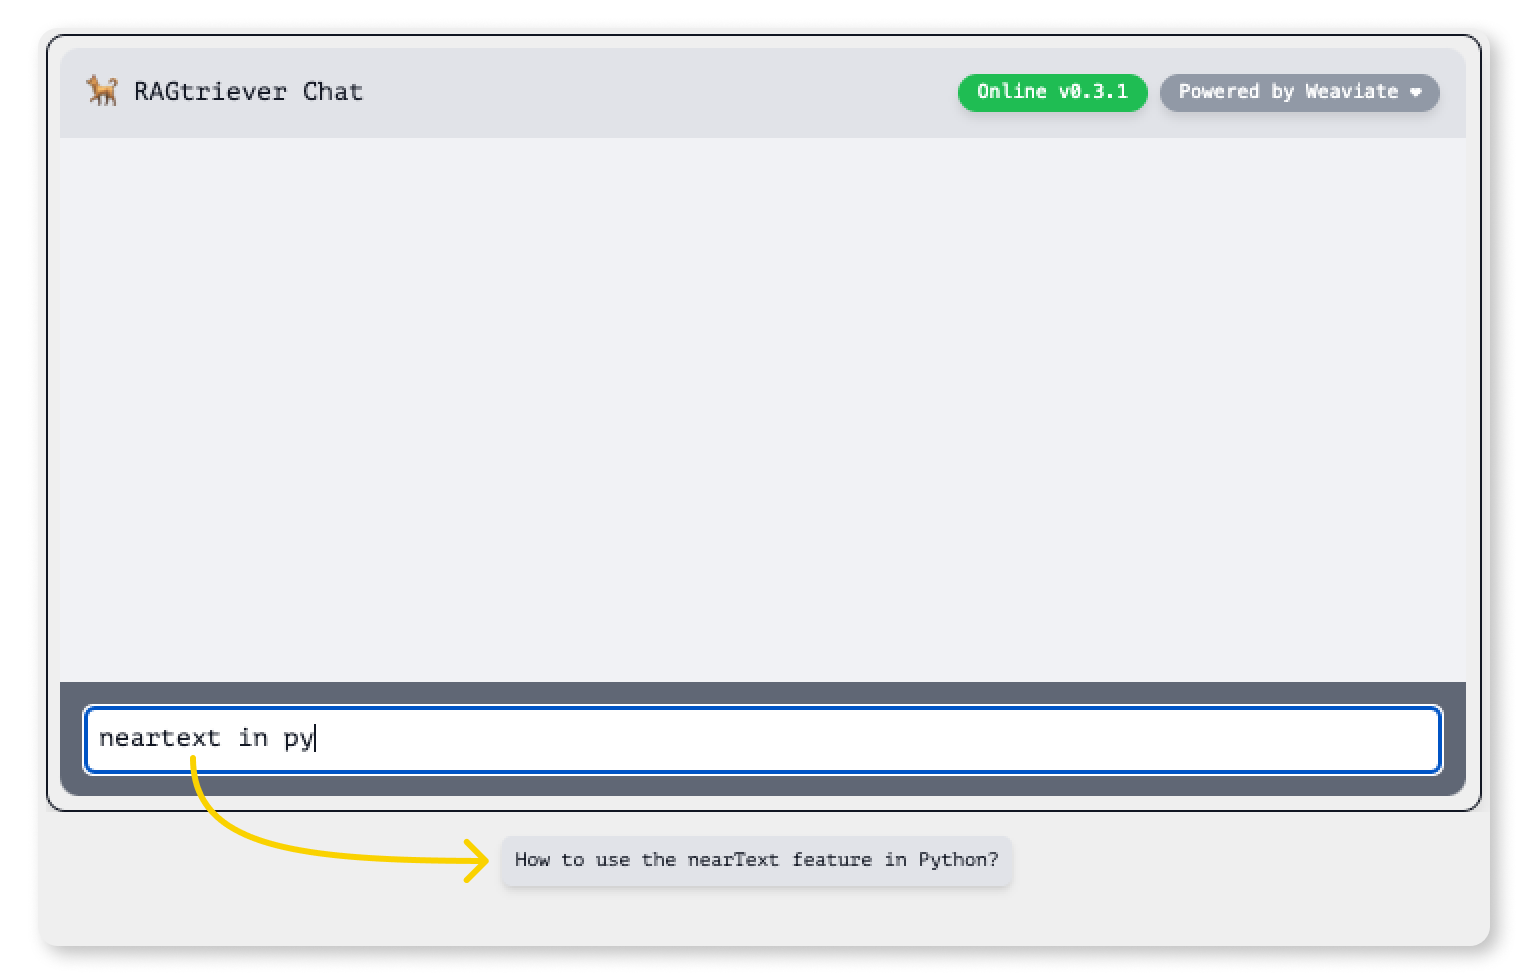 RAGtriever Chat
Online v0.3.1
Powered by Weaviate ❤
neartext in py
How to use the nearText feature in Python?